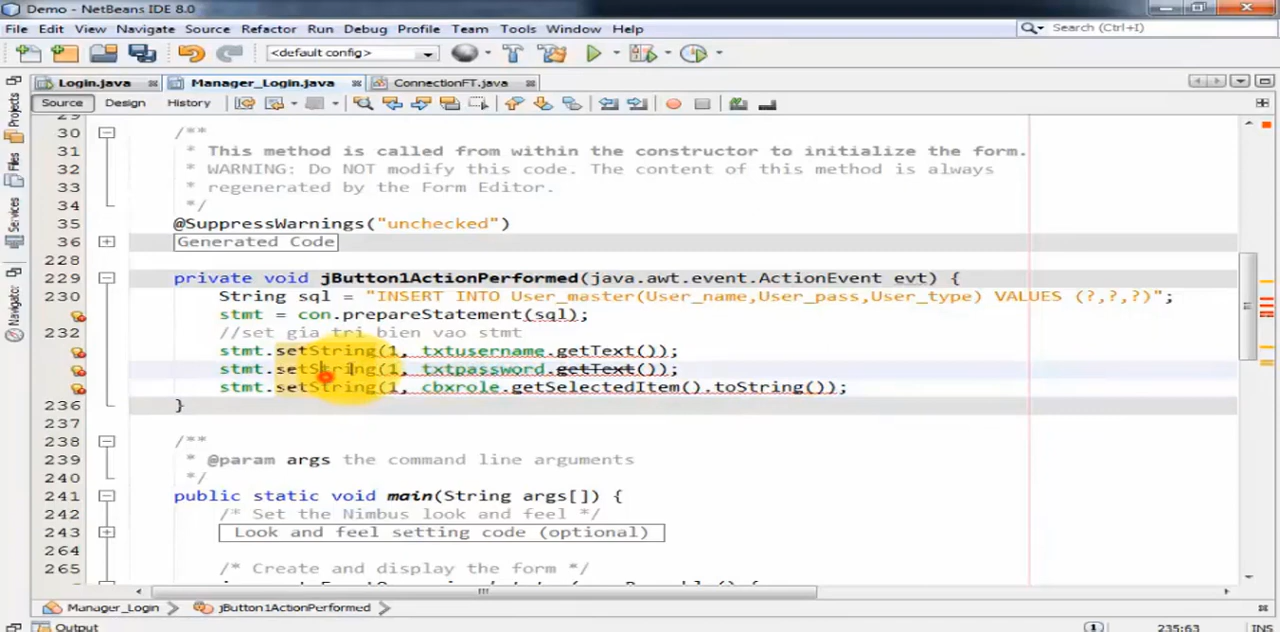 Demo - NetBeans IDE 8.0
File Edit View Navigate Source Refactor Run Debug Profile Team Tools Window Help
Search (Ctrl+I)
<default config>
Login.java
Manager_Login.java
ConnectionFT.java
Source Design History
Projects
Files
Services
Navigator
29
30 /**
31 * This method is called from within the constructor to initialize the form.
32 * WARNING: Do NOT modify this code. The content of this method is always
33 * regenerated by the Form Editor.
34 */
35 @SuppressWarnings("unchecked")
36 Generated Code
228
229 private void jButton1ActionPerformed(java.awt.event.ActionEvent evt) {
230 String sql = "INSERT INTO User_master(User_name,User_pass,User_type) VALUES (?,?,?)";
stmt = con.prepareStatement(sql);
232 //set gia tri bien vao stmt
stmt.setString(1, txtusername.getText());
stmt.setString(1, txtpassword.getText());
stmt.setString(1, cbxrole.getSelectedItem().toString());
236 }
237
238 /**
239 * @param args the command line arguments
240 */
241 public static void main(String args[]) {
242 /* Set the Nimbus look and feel */
243 Look and feel setting code (optional)
264
265 /* Create and display the form */
Manager_Login
jButton1ActionPerformed
Output
1
235:63
INS